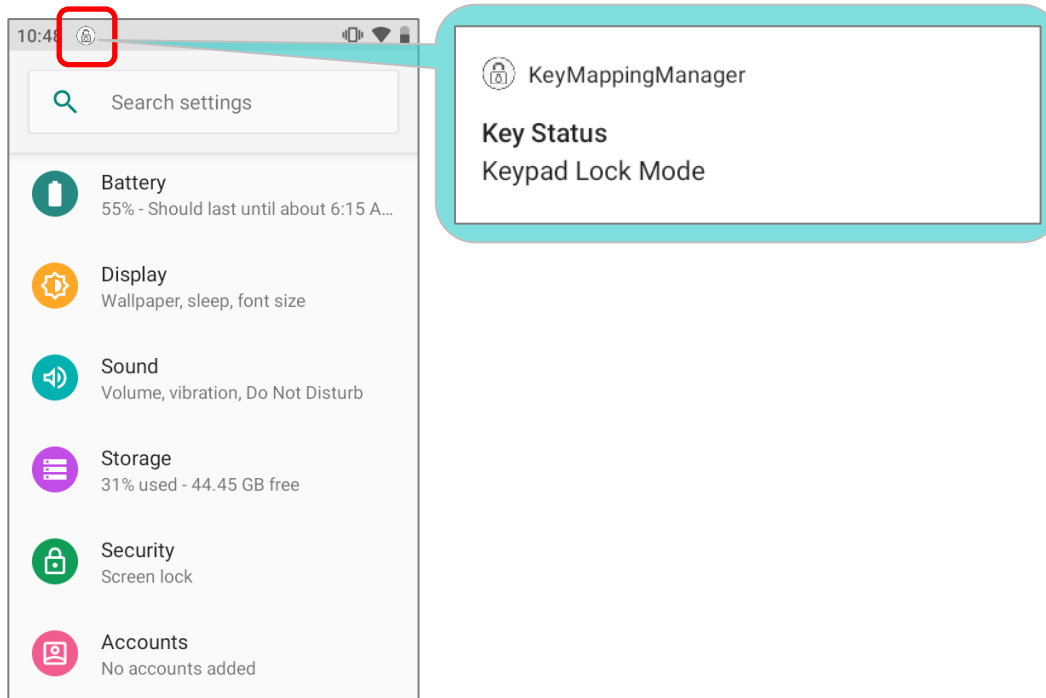 10:48
Search settings
Battery
55% - Should last until about 6:15 A...
Display
Wallpaper, sleep, font size
Sound
Volume, vibration, Do Not Disturb
Storage
31% used - 44.45 GB free
Security
Screen lock
Accounts
No accounts added
KeyMappingManager
Key Status
Keypad Lock Mode